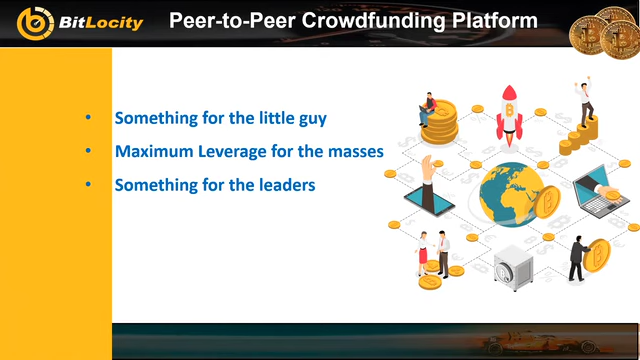 BitLocity
Peer-to-Peer Crowdfunding Platform
• Something for the little guy
• Maximum Leverage for the masses
• Something for the leaders